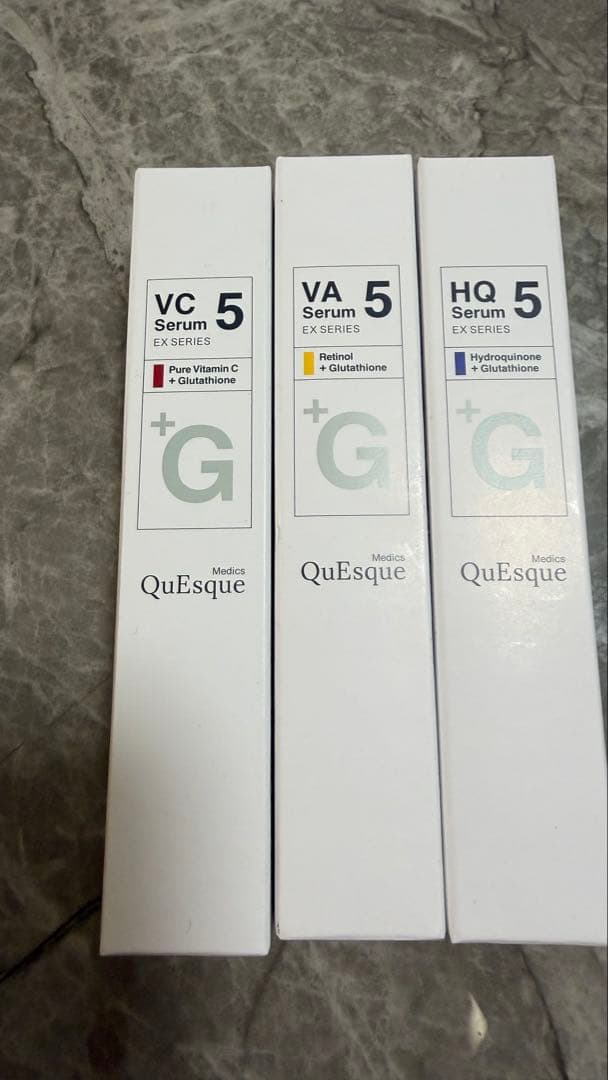 VC
Serum 5
EX SERIES
Pure Vitamin C
+ Glutathione
+G
Medics
QuEsque
VA
Serum 5
EX SERIES
Retinol
+ Glutathione
+G
Medics
QuEsque
HQ
Serum 5
EX SERIES
Hydroquinone
+ Glutathione
+G
Medics
QuEsque